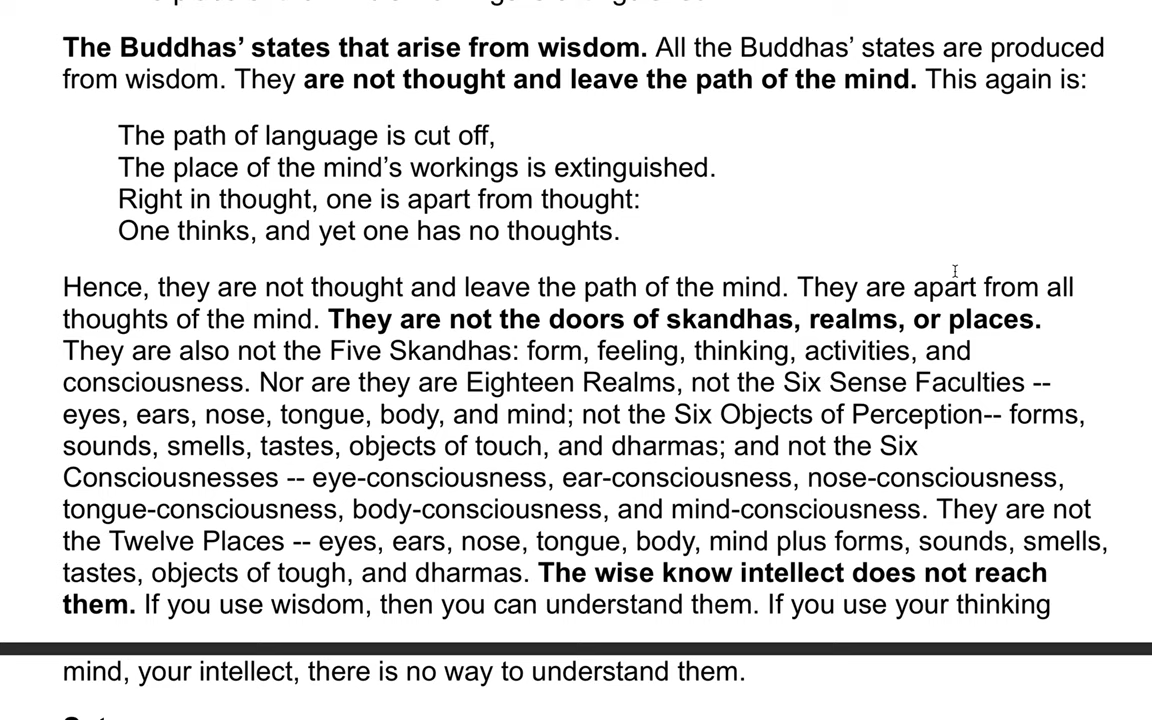 The Buddhas’ states that arise from wisdom. All the Buddhas’ states are produced
from wisdom. They are not thought and leave the path of the mind. This again is:
The path of language is cut off,
The place of the mind’s workings is extinguished.
Right in thought, one is apart from thought:
One thinks, and yet one has no thoughts.
Hence, they are not thought and leave the path of the mind. They are apart from all
thoughts of the mind. They are not the doors of skandhas, realms, or places.
They are also not the Five Skandhas: form, feeling, thinking, activities, and
consciousness. Nor are they are Eighteen Realms, not the Six Sense Faculties --
eyes, ears, nose, tongue, body, and mind; not the Six Objects of Perception-- forms,
sounds, smells, tastes, objects of touch, and dharmas; and not the Six
Consciousnesses -- eye-consciousness, ear-consciousness, nose-consciousness,
tongue-consciousness, body-consciousness, and mind-consciousness. They are not
the Twelve Places -- eyes, ears, nose, tongue, body, mind plus forms, sounds, smells,
tastes, objects of tough, and dharmas. The wise know intellect does not reach
them. If you use wisdom, then you can understand them. If you use your thinking
mind, your intellect, there is no way to understand them.